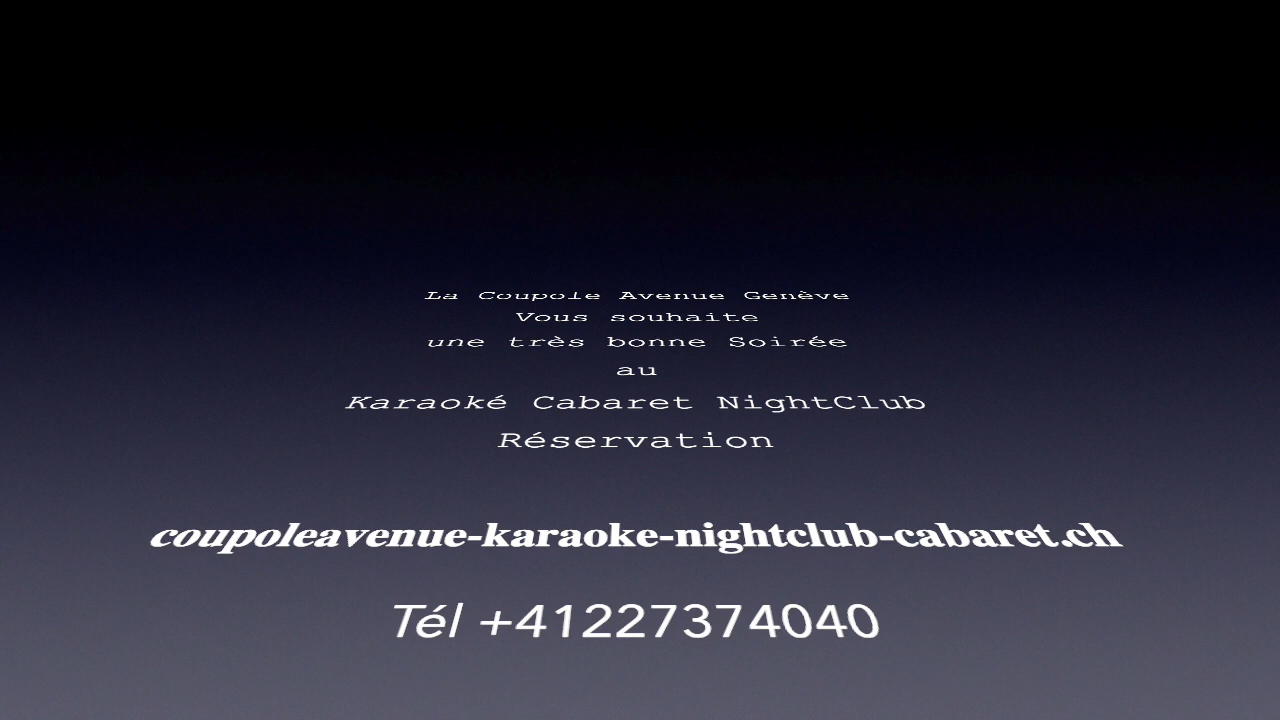 La Coupole Avenue Genève
Vous souhaite
une très bonne Soirée
au
Karaoké Cabaret NightClub
Réservation
coupoleavenue-karaoke-nightclub-cabaret.ch
Tél +41227374040